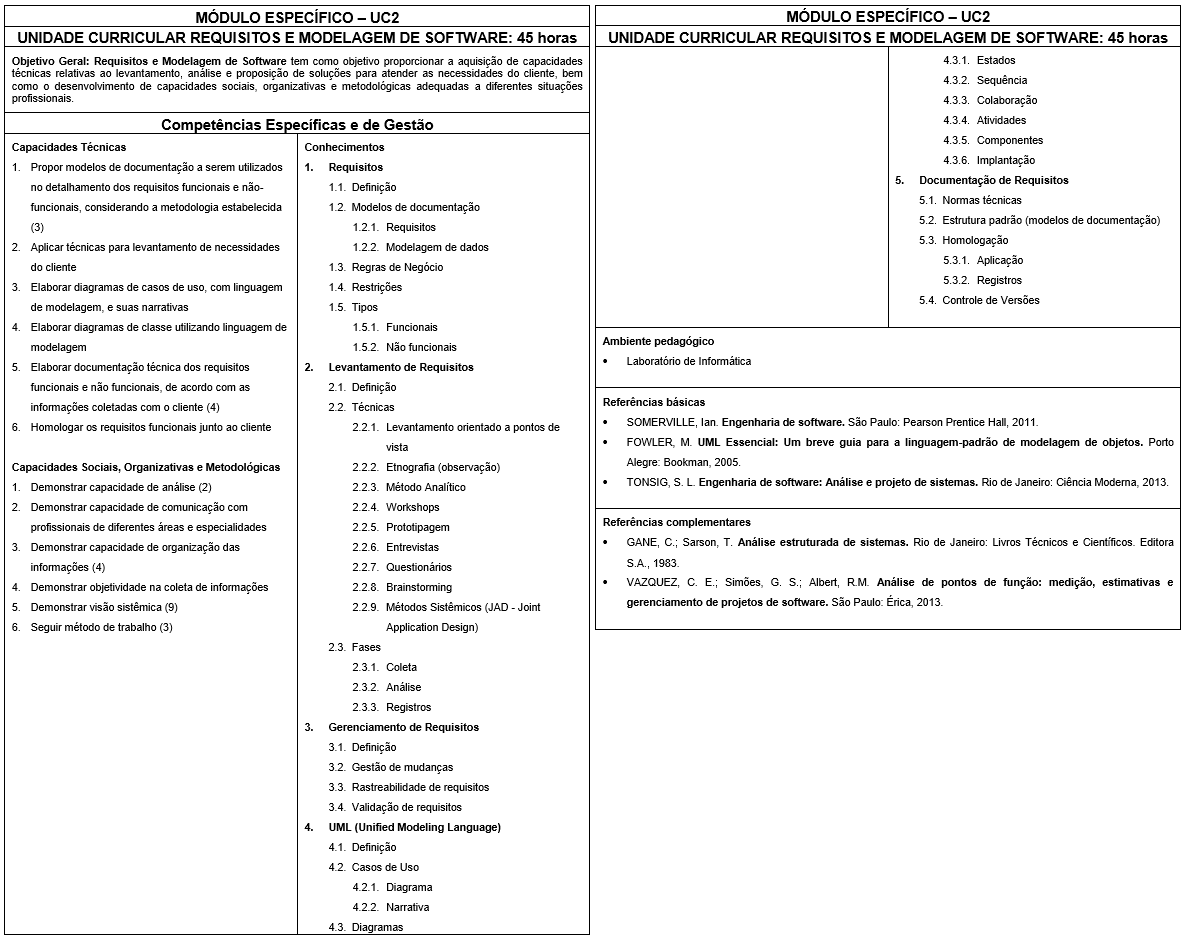 MÓDULO ESPECÍFICO – UC2
UNIDADE CURRICULAR REQUISITOS E MODELAGEM DE SOFTWARE: 45 horas
Objetivo Geral: Requisitos e Modelagem de Software tem como objetivo proporcionar a aquisição de capacidades
técnicas relativas ao levantamento, análise e proposição de soluções para atender as necessidades do cliente, bem
como o desenvolvimento de capacidades sociais, organizativas e metodológicas adequadas a diferentes situações
profissionais.
Competências Específicas e de Gestão
Capacidades Técnicas
1. Propor modelos de documentação a serem utilizados
no detalhamento dos requisitos funcionais e não-
funcionais, considerando a metodologia estabelecida
(3)
2. Aplicar técnicas para levantamento de necessidades
do cliente
3. Elaborar diagramas de casos de uso, com linguagem
de modelagem, e suas narrativas
4. Elaborar diagramas de classe utilizando linguagem de
modelagem
5. Elaborar documentação técnica dos requisitos
funcionais e não funcionais, de acordo com as
informações coletadas com o cliente (4)
6. Homologar os requisitos funcionais junto ao cliente
Capacidades Sociais, Organizativas e Metodológicas
1. Demonstrar capacidade de análise (2)
2. Demonstrar capacidade de comunicação com
profissionais de diferentes áreas e especialidades
3. Demonstrar capacidade de organização das
informações (4)
4. Demonstrar objetividade na coleta de informações
5. Demonstrar visão sistêmica (9)
6. Seguir método de trabalho (3)
Conhecimentos
1. Requisitos
1.1. Definição
1.2. Modelos de documentação
1.2.1. Requisitos
1.2.2. Modelagem de dados
1.3. Regras de Negócio
1.4. Restrições
1.5. Tipos
1.5.1. Funcionais
1.5.2. Não funcionais
2. Levantamento de Requisitos
2.1. Definição
2.2. Técnicas
2.2.1. Levantamento orientado a pontos de
vista
2.2.2. Etnografia (observação)
2.2.3. Método Analítico
2.2.4. Workshops
2.2.5. Prototipagem
2.2.6. Entrevistas
2.2.7. Questionários
2.2.8. Brainstorming
2.2.9. Métodos Sistêmicos (JAD - Joint
Application Design)
2.3. Fases
2.3.1. Coleta
2.3.2. Análise
2.3.3. Registros
3. Gerenciamento de Requisitos
3.1. Definição
3.2. Gestão de mudanças
3.3. Rastreabilidade de requisitos
3.4. Validação de requisitos
4. UML (Unified Modeling Language)
4.1. Definição
4.2. Casos de Uso
4.2.1. Diagrama
4.2.2. Narrativa
4.3. Diagramas
MÓDULO ESPECÍFICO – UC2
UNIDADE CURRICULAR REQUISITOS E MODELAGEM DE SOFTWARE: 45 horas
4.3.1. Estados
4.3.2. Sequência
4.3.3. Colaboração
4.3.4. Atividades
4.3.5. Componentes
4.3.6. Implantação
5. Documentação de Requisitos
5.1. Normas técnicas
5.2. Estrutura padrão (modelos de documentação)
5.3. Homologação
5.3.1. Aplicação
5.3.2. Registros
5.4. Controle de Versões
Ambiente pedagógico
• Laboratório de Informática
Referências básicas
• SOMERVILLE, Ian. Engenharia de software. São Paulo: Pearson Prentice Hall, 2011.
• FOWLER, M. UML Essencial: Um breve guia para a linguagem-padrão de modelagem de objetos. Porto
Alegre: Bookman, 2005.
• TONSIG, S. L. Engenharia de software: Análise e projeto de sistemas. Rio de Janeiro: Ciência Moderna, 2013.
Referências complementares
• GANE, C.; Sarson, T. Análise estruturada de sistemas. Rio de Janeiro: Livros Técnicos e Científicos. Editora
S.A., 1983.
• VAZQUEZ, C. E.; Simões, G. S.; Albert, R.M. Análise de pontos de função: medição, estimativas e
gerenciamento de projetos de software. São Paulo: Érica, 2013.